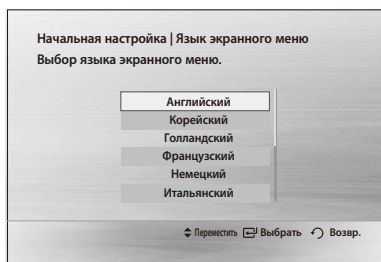 Начальная настройка | Язык экранного меню
Выбор языка экранного меню.
Английский
Корейский
Голландский
Французский
Немецкий
Итальянский
Переместить Выбрать Возвр.